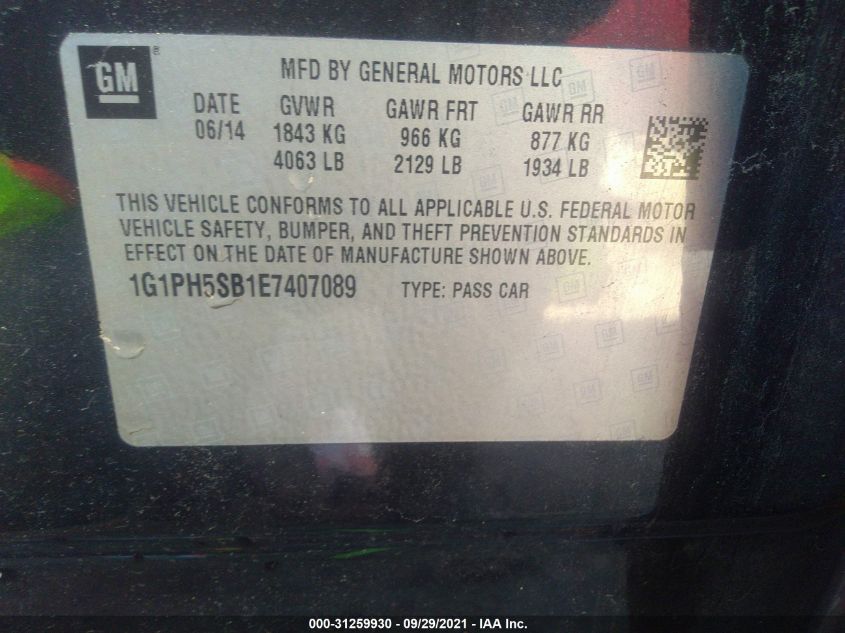 GM ®
MFD BY GENERAL MOTORS LLC
DATE GVWR GAWR FRT GAWR RR
06/14 1843 KG 966 KG 877 KG
4063 LB 2129 LB 1934 LB
THIS VEHICLE CONFORMS TO ALL APPLICABLE U.S. FEDERAL MOTOR
VEHICLE SAFETY, BUMPER, AND THEFT PREVENTION STANDARDS IN
EFFECT ON THE DATE OF MANUFACTURE SHOWN ABOVE.
1G1PH5SB1E7407089 TYPE: PASS CAR
000-31259930 - 09/29/2021 - IAA Inc.